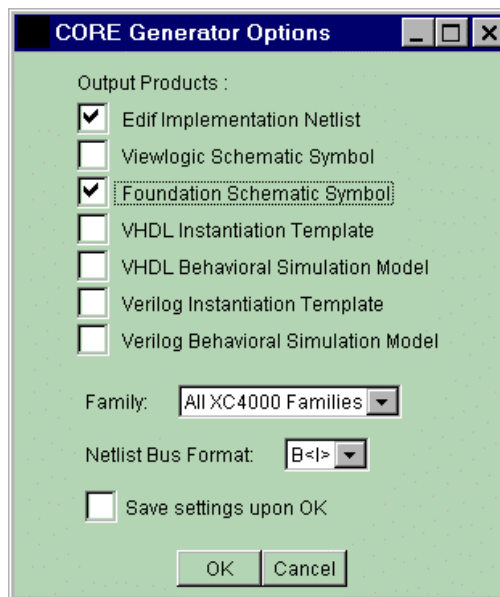 CORE Generator Options
Output Products :
Edif Implementation Netlist
Viewlogic Schematic Symbol
Foundation Schematic Symbol
VHDL Instantiation Template
VHDL Behavioral Simulation Model
Verilog Instantiation Template
Verilog Behavioral Simulation Model
Family: All XC4000 Families
Netlist Bus Format: B<I>
Save settings upon OK
OK Cancel